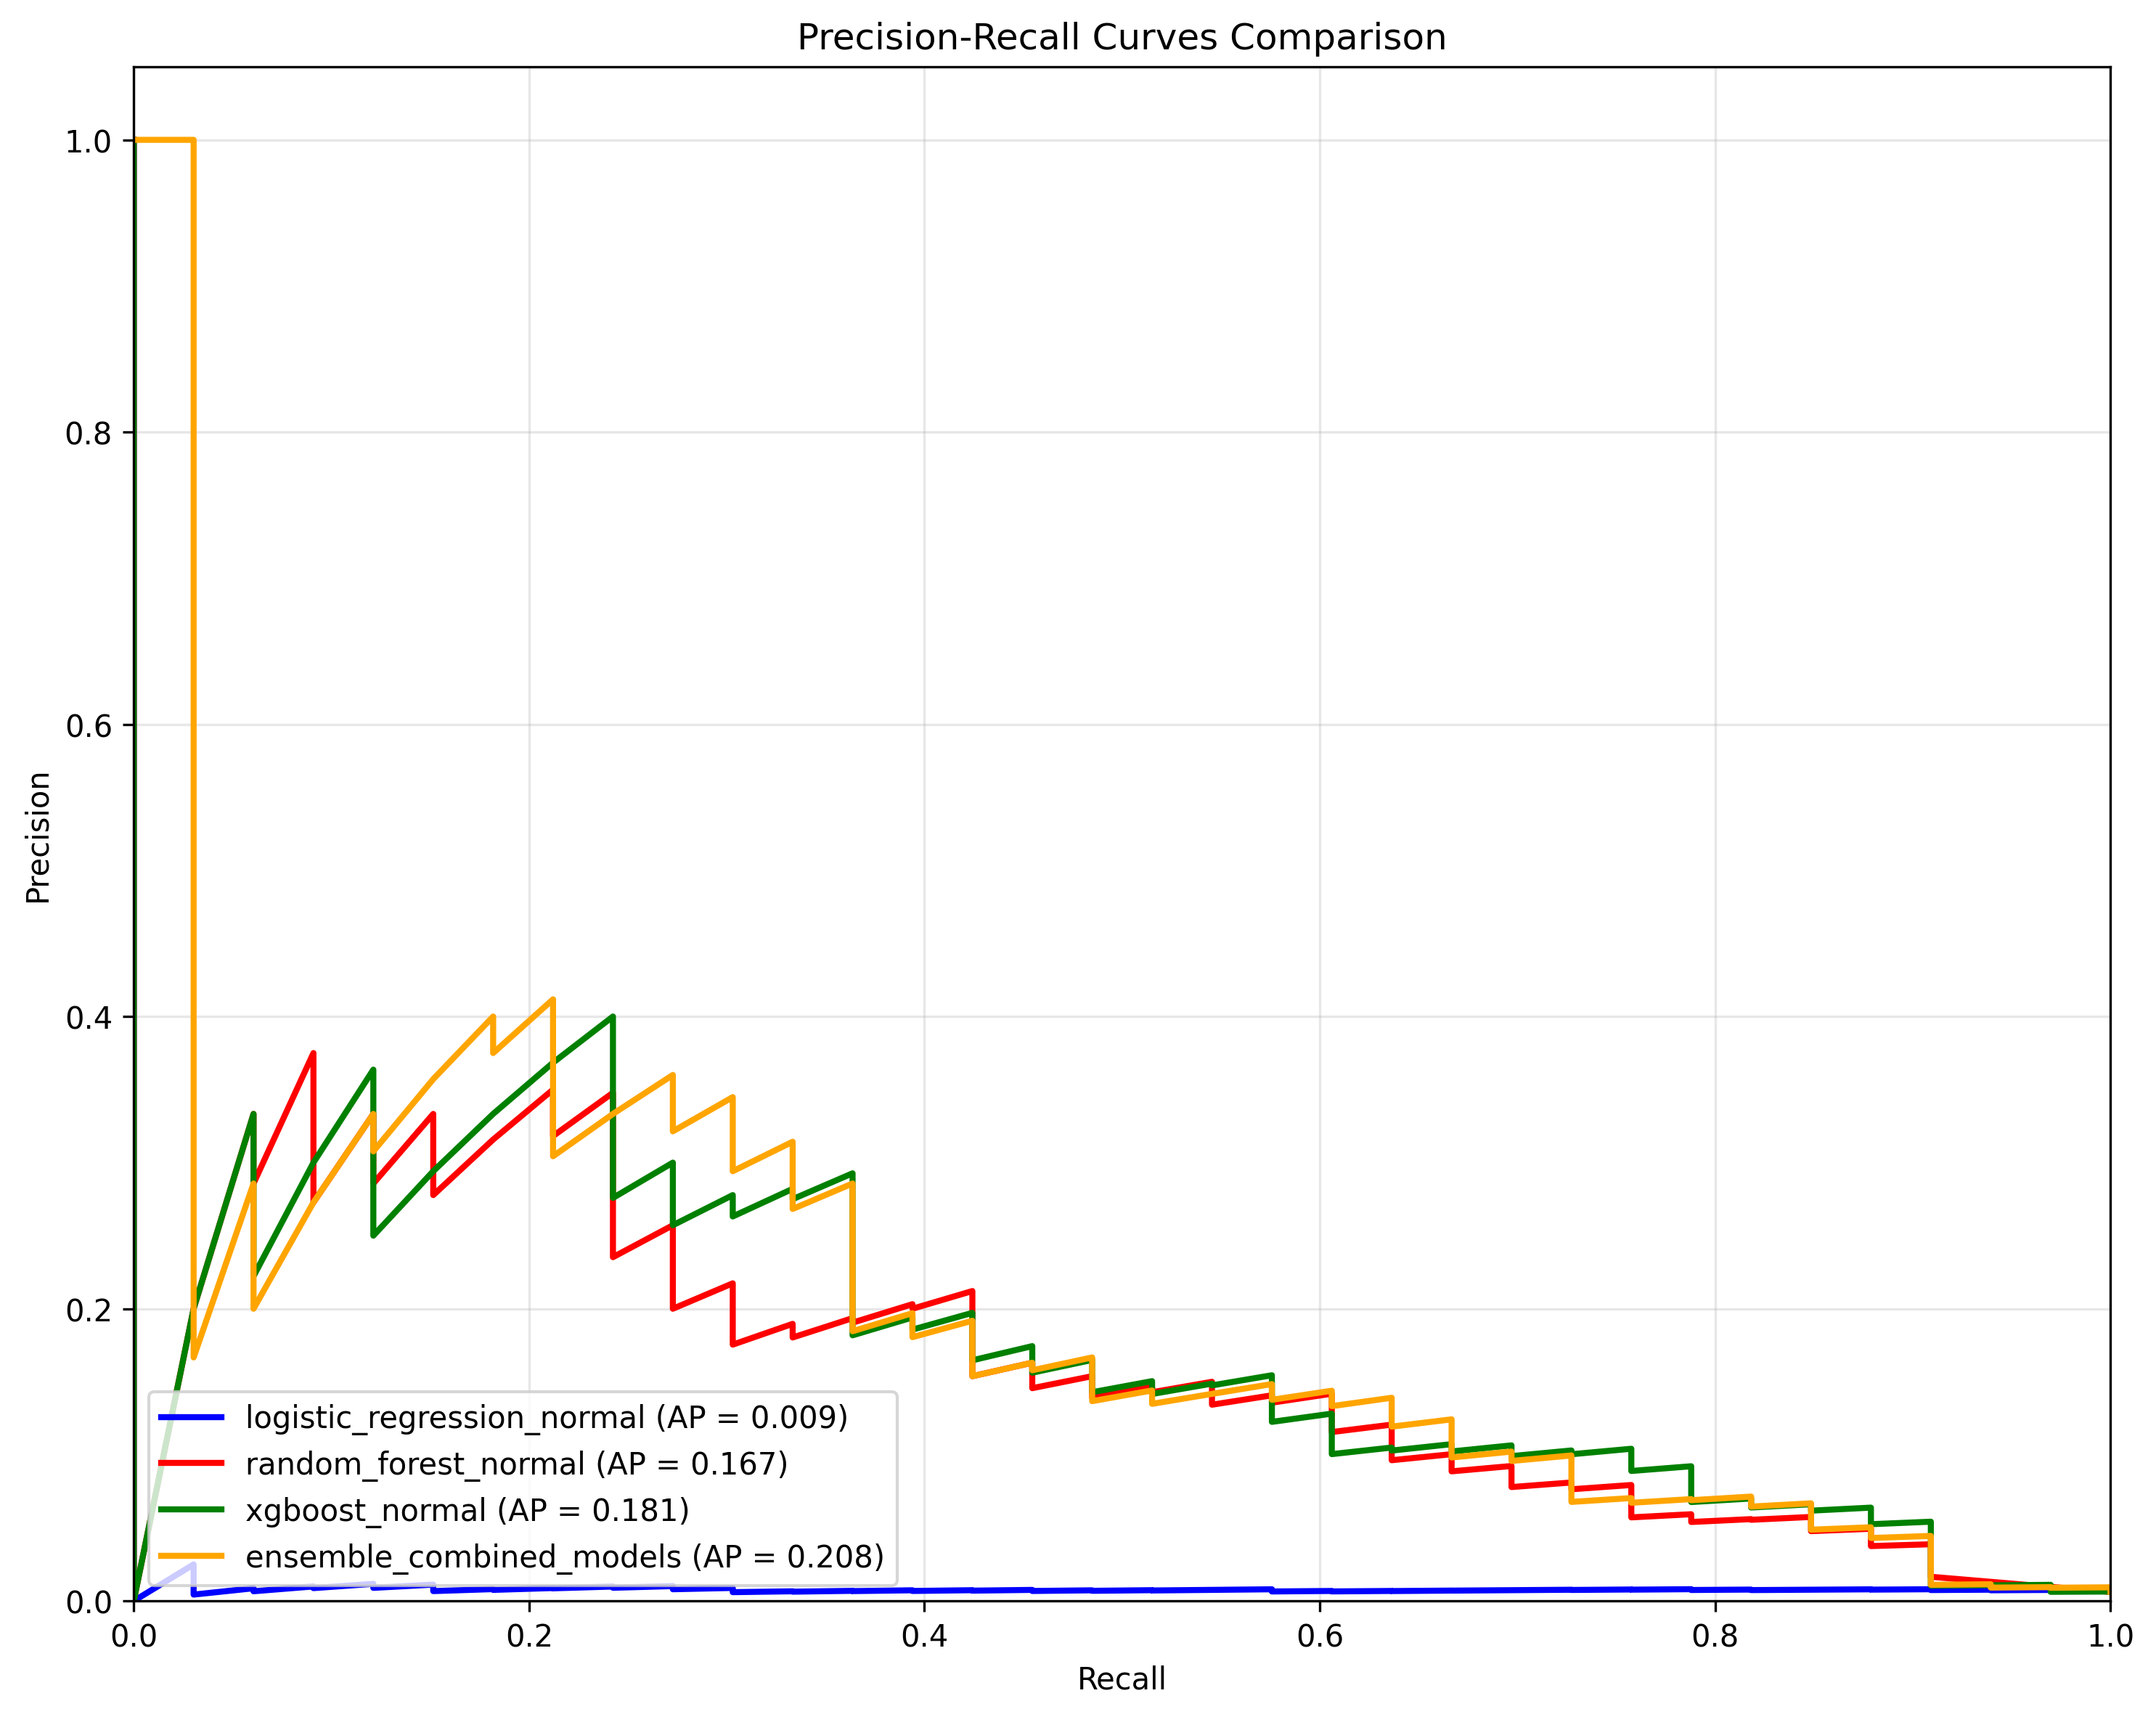 Precision-Recall Curves Comparison
1.0
0.8
0.6
0.4
0.2
0.0
Precision
logistic_regression_normal (AP = 0.009)
random_forest_normal (AP = 0.167)
xgboost_normal (AP = 0.181)
ensemble_combined_models (AP = 0.208)
0.0 0.2 0.4 0.6 0.8 1.0
Recall